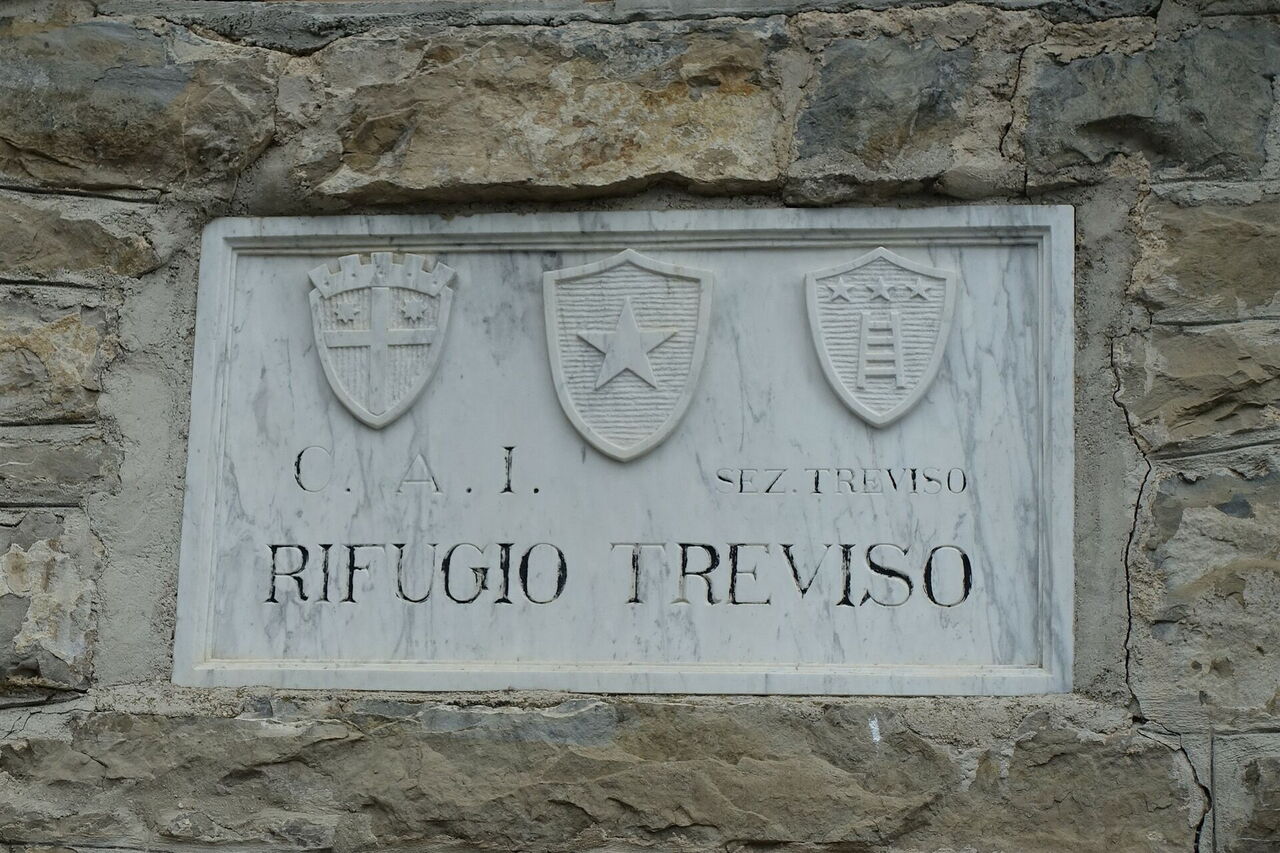 C. A. I. SEZ. TREVISO
RIFUGIO TREVISO